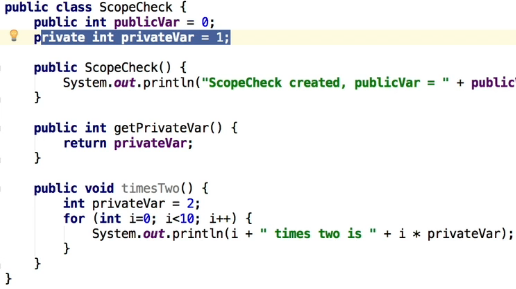 public class ScopeCheck {
public int publicVar = 0;
private int privateVar = 1;
public ScopeCheck() {
System.out.println("ScopeCheck created, publicVar = " + public
}
public int getPrivateVar() {
return privateVar;
}
public void timesTwo() {
int privateVar = 2;
for (int i=0; i<10; i++) {
System.out.println(i + " times two is " + i * privateVar);
}
}
}